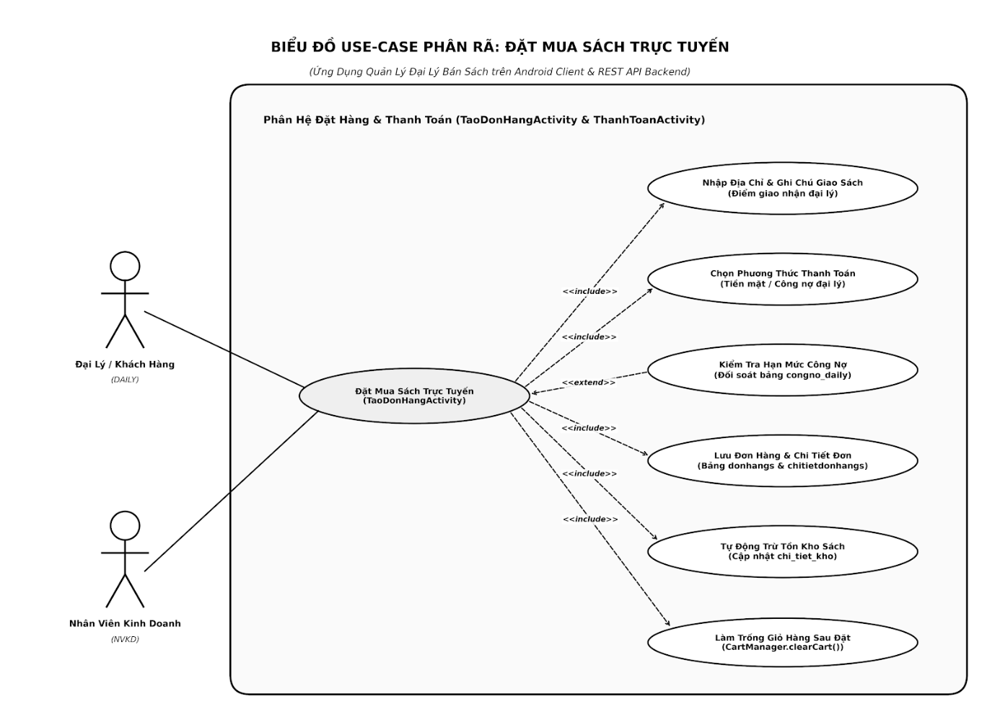 BIỂU ĐỒ USE-CASE PHÂN RÃ: ĐẶT MUA SÁCH TRỰC TUYẾN
(Ứng Dụng Quản Lý Đại Lý Bán Sách trên Android Client & REST API Backend)
Phân Hệ Đặt Hàng & Thanh Toán (TaoDonHangActivity & ThanhToanActivity)
Nhập Địa Chỉ & Ghi Chú Giao Sách
(Điểm giao nhận đại lý)
Chọn Phương Thức Thanh Toán
(Tiền mặt / Công nợ đại lý)
<<include>>
<<include>>
Đại Lý / Khách Hàng
(DAILY)
Kiểm Tra Hạn Mức Công Nợ
(Đối soát bảng congno_daily)
<<extend>>
Đặt Mua Sách Trực Tuyến
(TaoDonHangActivity)
<<include>>
Lưu Đơn Hàng & Chi Tiết Đơn
(Bảng donhangs & chitietdonhangs)
<<include>>
<<include>>
Tự Động Trừ Tồn Kho Sách
(Cập nhật chi_tiet_kho)
Nhân Viên Kinh Doanh
(NVKD)
Làm Trống Giỏ Hàng Sau Đặt
(CartManager.clearCart())